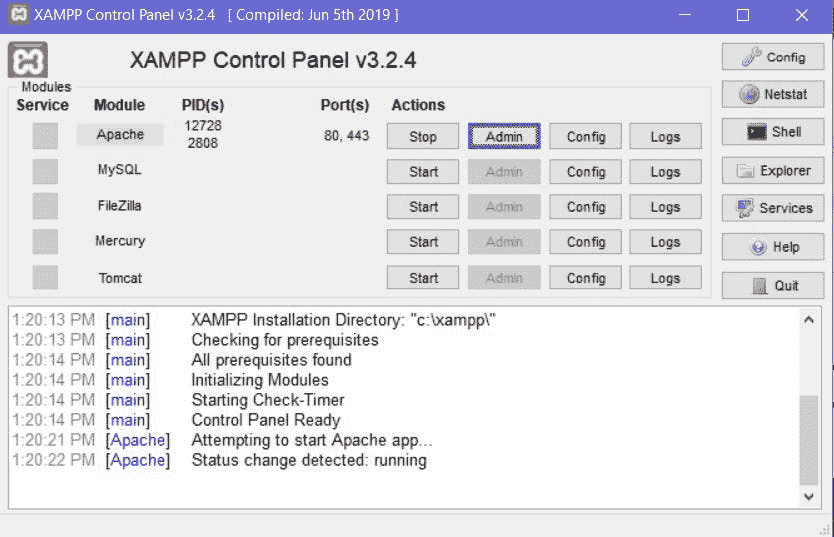 XAMPP Control Panel v3.2.4 [ Compiled: Jun 5th 2019 ]
XAMPP Control Panel v3.2.4
Config
Modules
Service Module PID(s) Port(s) Actions
Netstat
Apache 12728 2808 80, 443 Stop Admin Config Logs
Shell
MySQL Start Admin Config Logs
Explorer
FileZilla Start Admin Config Logs
Services
Mercury Start Admin Config Logs
Help
Tomcat Start Admin Config Logs
Quit
1:20:13 PM [main] XAMPP Installation Directory: "c:\xampp\"
1:20:13 PM [main] Checking for prerequisites
1:20:14 PM [main] All prerequisites found
1:20:14 PM [main] Initializing Modules
1:20:14 PM [main] Starting Check-Timer
1:20:14 PM [main] Control Panel Ready
1:20:21 PM [Apache] Attempting to start Apache app...
1:20:22 PM [Apache] Status change detected: running